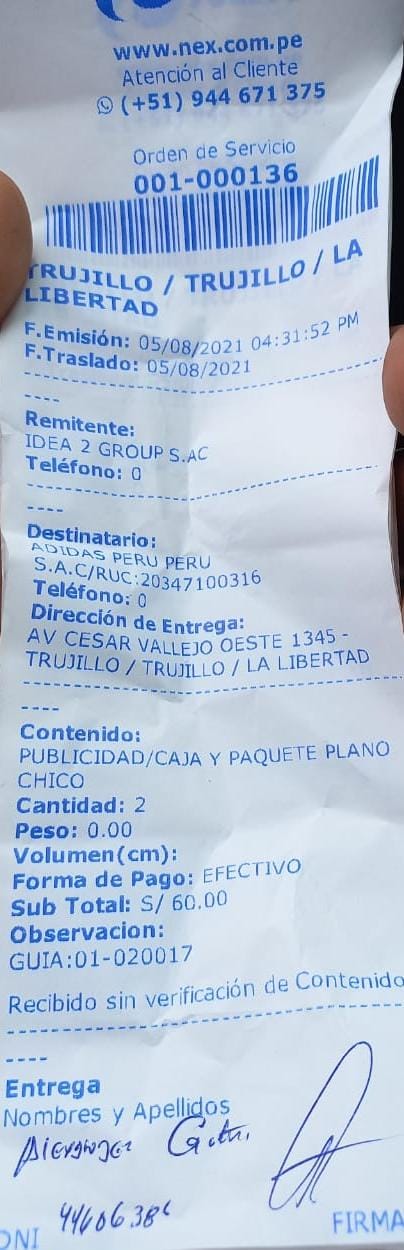 www.nex.com.pe
Atención al Cliente
(+51) 944 671 375
Orden de Servicio
001-000136
TRUJILLO / TRUJILLO / LA
LIBERTAD
F.Emisión: 05/08/2021 04:31:52 PM
F.Traslado: 05/08/2021
----
Remitente:
IDEA 2 GROUP S.AC
Teléfono: 0
----
Destinatario:
ADIDAS PERU PERU
S.A.C/RUC:20347100316
Teléfono: 0
Dirección de Entrega:
AV CESAR VALLEJO OESTE 1345 -
TRUJILLO / TRUJILLO / LA LIBERTAD
----
Contenido:
PUBLICIDAD/CAJA Y PAQUETE PLANO
CHICO
Cantidad: 2
Peso: 0.00
Volumen(cm):
Forma de Pago: EFECTIVO
Sub Total: S/ 60.00
Observacion:
GUIA:01-020017
Recibido sin verificación de Contenido
----
Entrega
Nombres y Apellidos
DNI
FIRMA